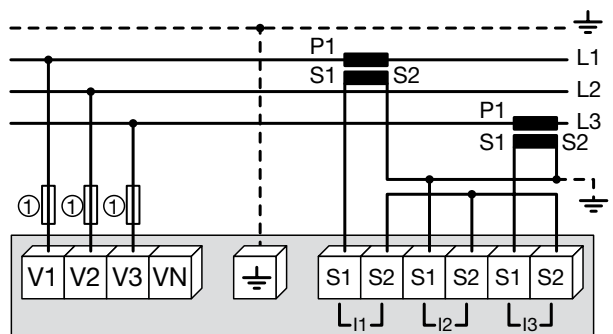 P1
L1
S1 S2
L2
P1
L3
S1 S2
① ① ①
V1 V2 V3 VN S1 S2 S1 S2 S1 S2
I1 I2 I3